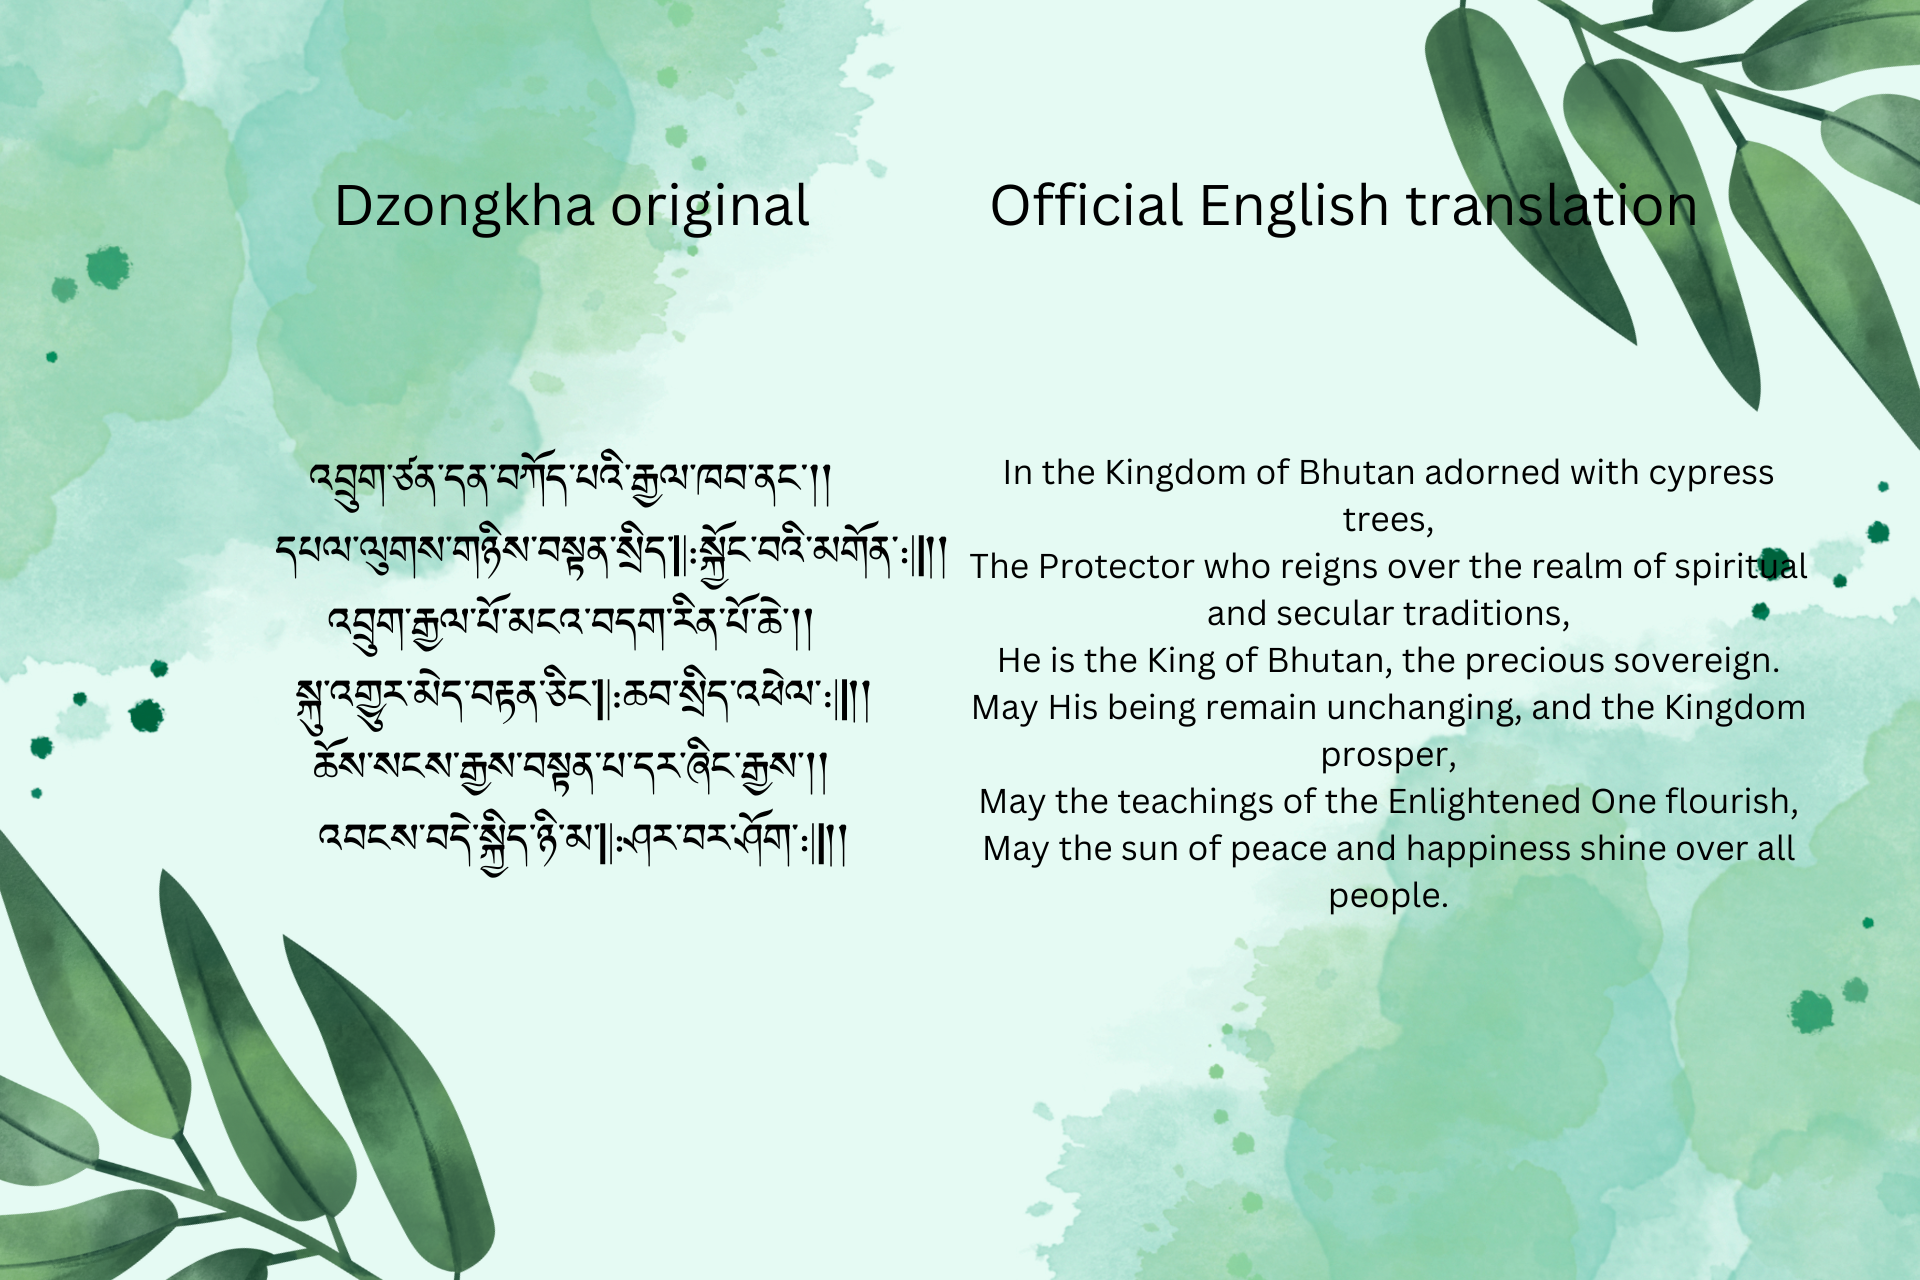 Dzongkha original
འབྲུག་ཙན་དན་བཀོད་པའི་རྒྱལ་ཁབ་ནང་།།
དཔལ་ལུགས་གཉིས་བསྟན་སྲིད་𝄆སྐྱོང་བའི་མགོན་𝄇།།
འབྲུག་རྒྱལ་པོ་མངའ་བདག་རིན་པོ་ཆེ་།།
སྐུ་འགྱུར་མེད་བརྟན་ཅིང་𝄆ཆབ་སྲིད་འཕེལ་𝄇།།
ཆོས་སངས་རྒྱས་བསྟན་པ་དར་ཞིང་རྒྱས་།།
འབངས་བདེ་སྐྱིད་ཉི་མ་𝄆ཤར་བར་ཤོག་𝄇།།
Official English translation
In the Kingdom of Bhutan adorned with cypress
trees,
The Protector who reigns over the realm of spiritual
and secular traditions,
He is the King of Bhutan, the precious sovereign.
May His being remain unchanging, and the Kingdom
prosper,
May the teachings of the Enlightened One flourish,
May the sun of peace and happiness shine over all
people.